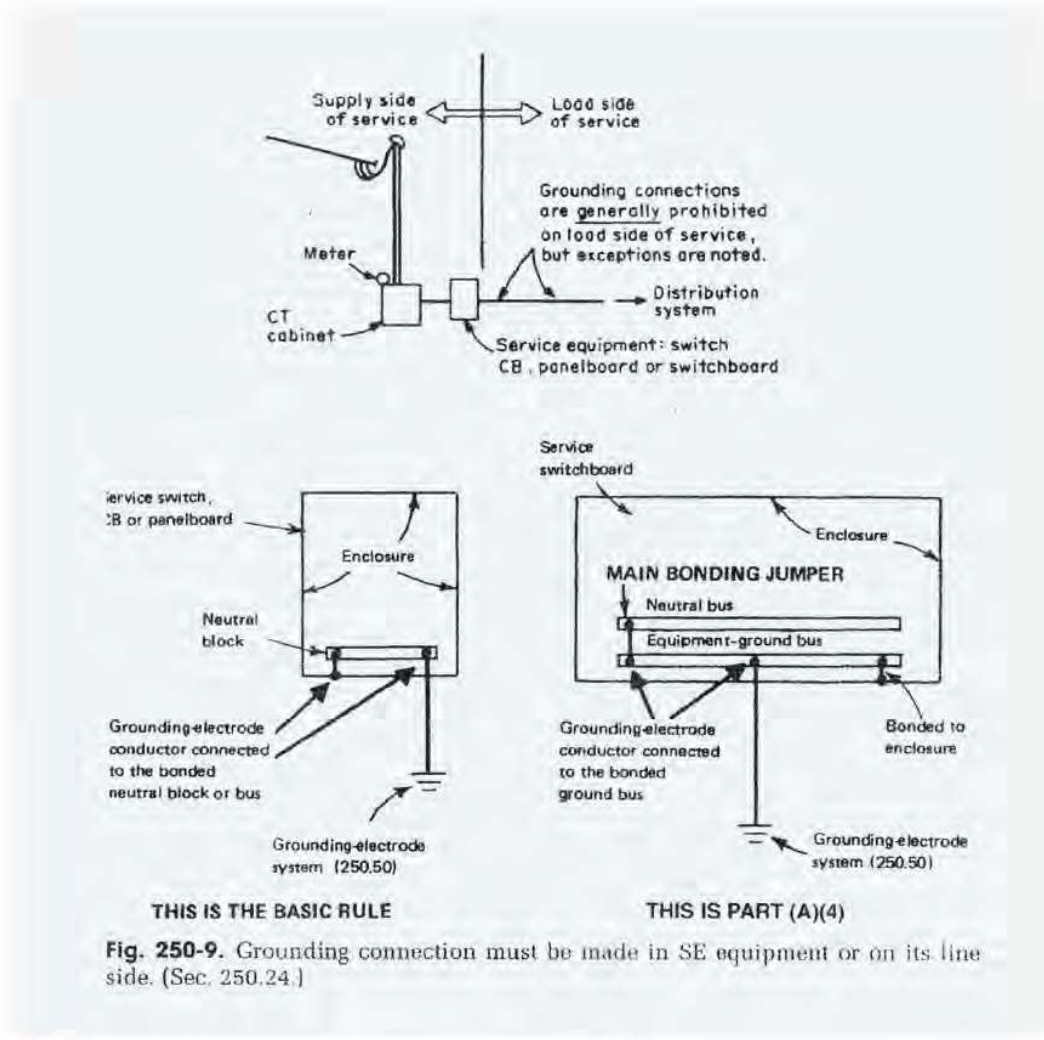 Supply side
of service
Load side
of service
Grounding connections
are generally prohibited
on load side of service,
but exceptions are noted.
Meter
Distribution
system
CT
cabinet
Service equipment: switch
CB, panelboard or switchboard
Service
switchboard
ervice switch,
B or panelboard
Enclosure
Enclosure
MAIN BONDING JUMPER
Neutral bus
Neutral
block
Equipment-ground bus
Grounding-electrode
conductor connected
to the bonded
neutral block or bus
Grounding-electrode
conductor connected
to the bonded
ground bus
Bonded to
enclosure
Grounding-electrode
system (250.50)
Grounding-electrode
system (250.50)
THIS IS THE BASIC RULE
THIS IS PART (A)(4)
Fig. 250-9. Grounding connection must be made in SE equipment or on its line
side. (Sec. 250.24.)